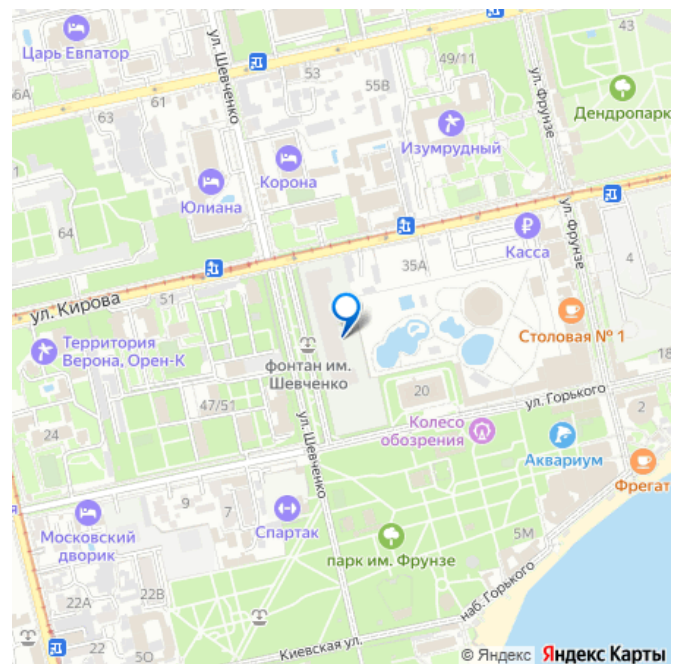 Царь Евпатор
ул. Шевченко
53
55В
49/11
ул. Фрунзе
43
Дендропарк
61
63
Изумрудный
Корона
Юлиана
64
Касса
35А
ул. Фрунзе
4
ул. Кирова
51
Территория
Верона, Орен-К
фонтан им.
Шевченко
Столовая № 1
18
20
ул. Горького
47/51
ул. Шевченко
Колесо
обозрения
2
24
Аквариум
Фрегат
9
7
Спартак
Московский
дворик
5М
парк им. Фрунзе
22А
22В
наб. Горького
22
50
Киевская ул.
© Яндекс Яндекс Карты